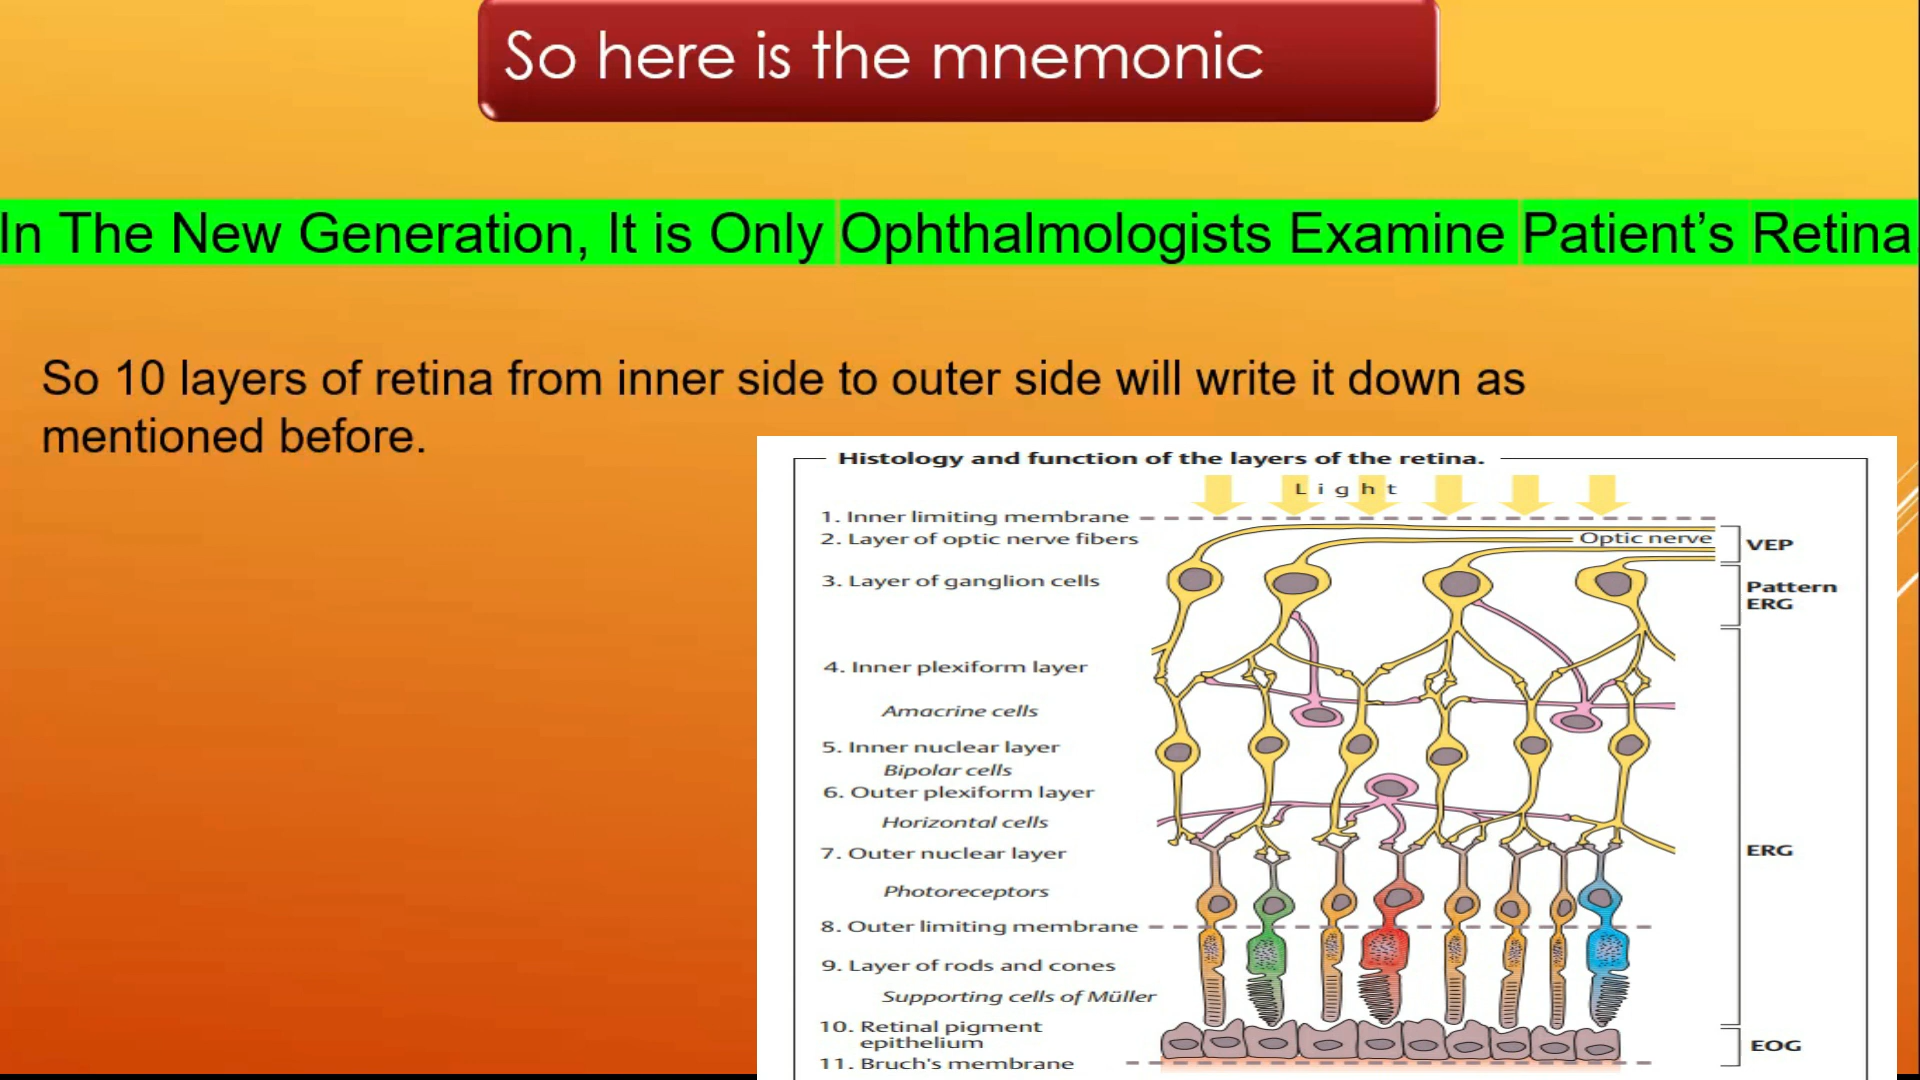 So here is the mnemonic
In The New Generation, It is Only Ophthalmologists Examine Patient's Retina
So 10 layers of retina from inner side to outer side will write it down as
mentioned before.
Histology and function of the layers of the retina.
Light
1. Inner limiting membrane
2. Layer of optic nerve fibers
Optic nerve
VEP
3. Layer of ganglion cells
Pattern
ERG
4. Inner plexiform layer
Amacrine cells
5. Inner nuclear layer
Bipolar cells
6. Outer plexiform layer
Horizontal cells
7. Outer nuclear layer
ERG
Photoreceptors
8. Outer limiting membrane
9. Layer of rods and cones
Supporting cells of Müller
10. Retinal pigment
epithelium
EOG
11. Bruch's membrane